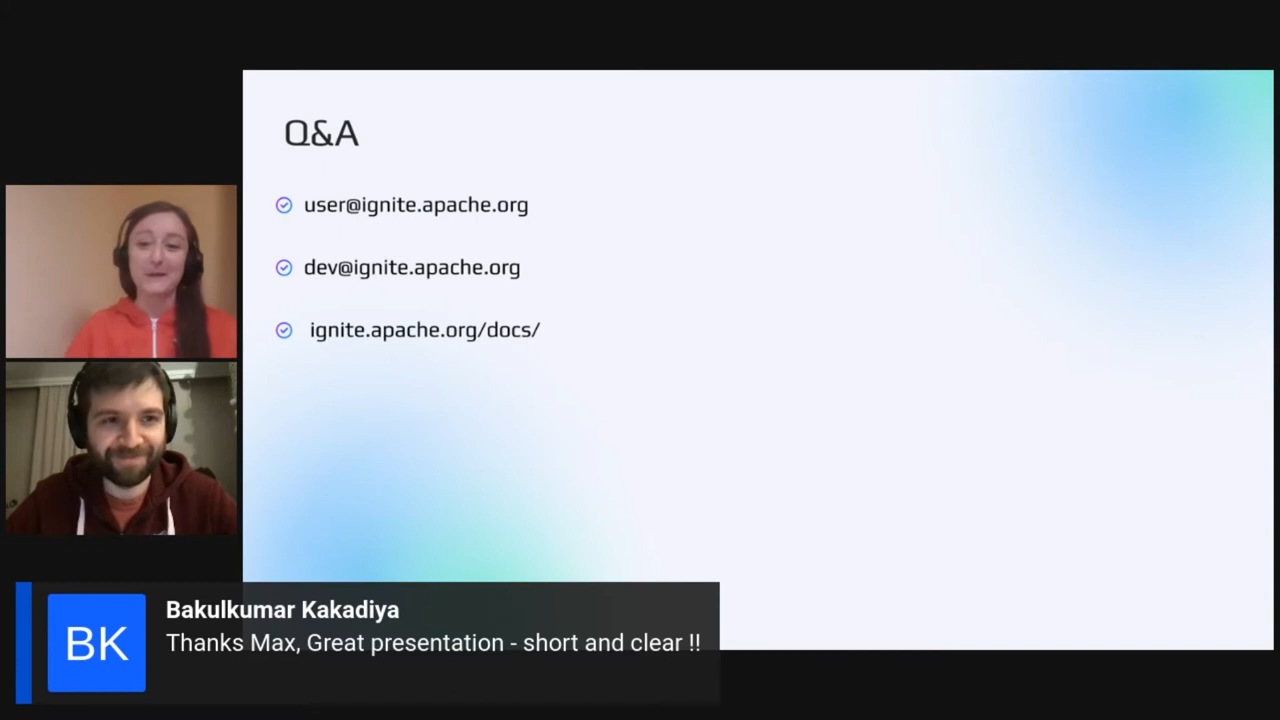 Q&A
user@ignite.apache.org
dev@ignite.apache.org
ignite.apache.org/docs/
BK
Bakulkumar Kakadiya
Thanks Max, Great presentation - short and clear !!